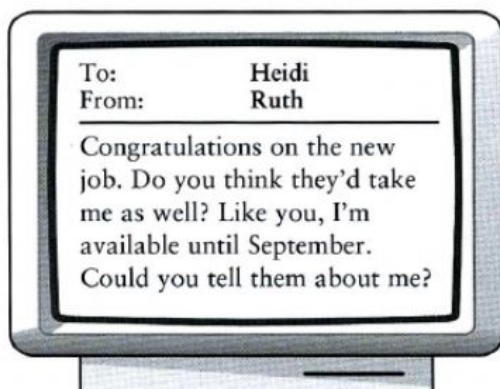 To: Heidi
From: Ruth
Congratulations on the new
job. Do you think they'd take
me as well? Like you, I'm
available until September.
Could you tell them about me?